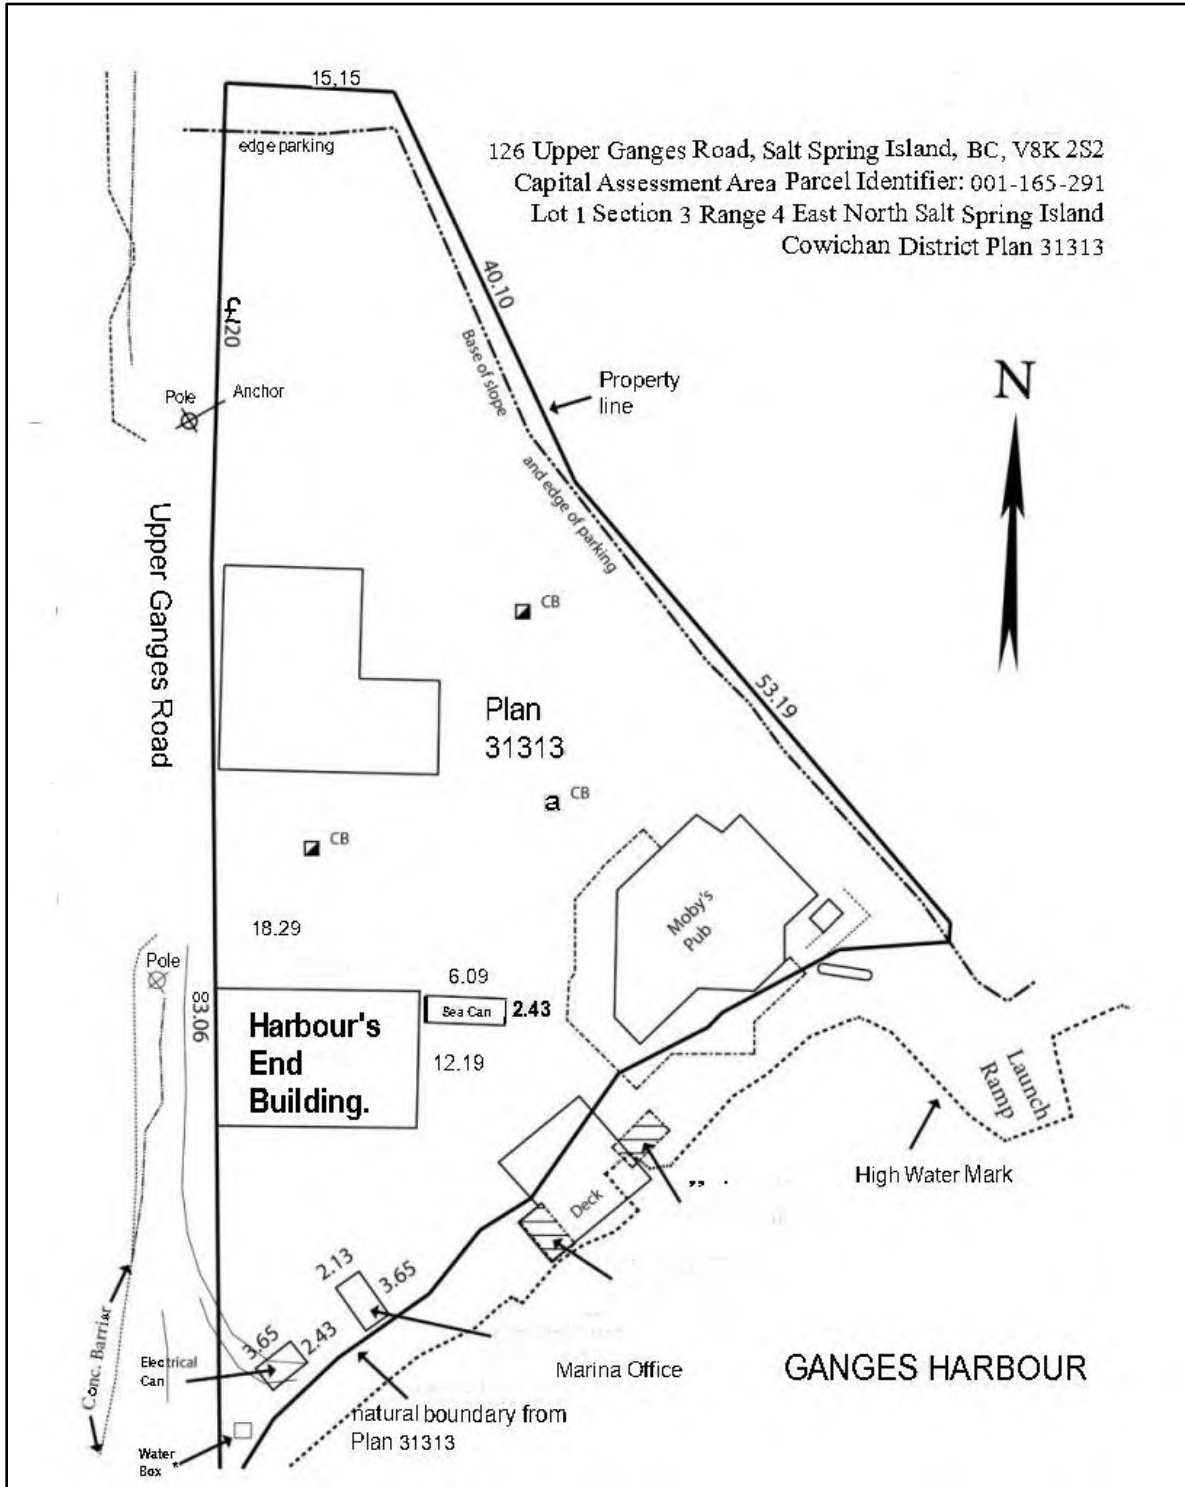 15,15
edge parking
126 Upper Ganges Road, Salt Spring Island, BC, V8K 2S2
Capital Assessment Area Parcel Identifier: 001-165-291
Lot 1 Section 3 Range 4 East North Salt Spring Island
Cowichan District Plan 31313
40.10
20
Base of slope
Property
line
N
Pole
Anchor
and edge of parking
Upper Ganges Road
CB
53.19
Plan
31313
a CB
CB
Moby's
Pub
18.29
Pole
6.09
83.06
Sea Can
2.43
Harbour's
End
Building.
12.19
Launch
Ramp
High Water Mark
Deck
2.13
3.65
3.65
2.43
Conc. Barriar
Electrical
Can
Marina Office
GANGES HARBOUR
natural boundary from
Plan 31313
Water
Box